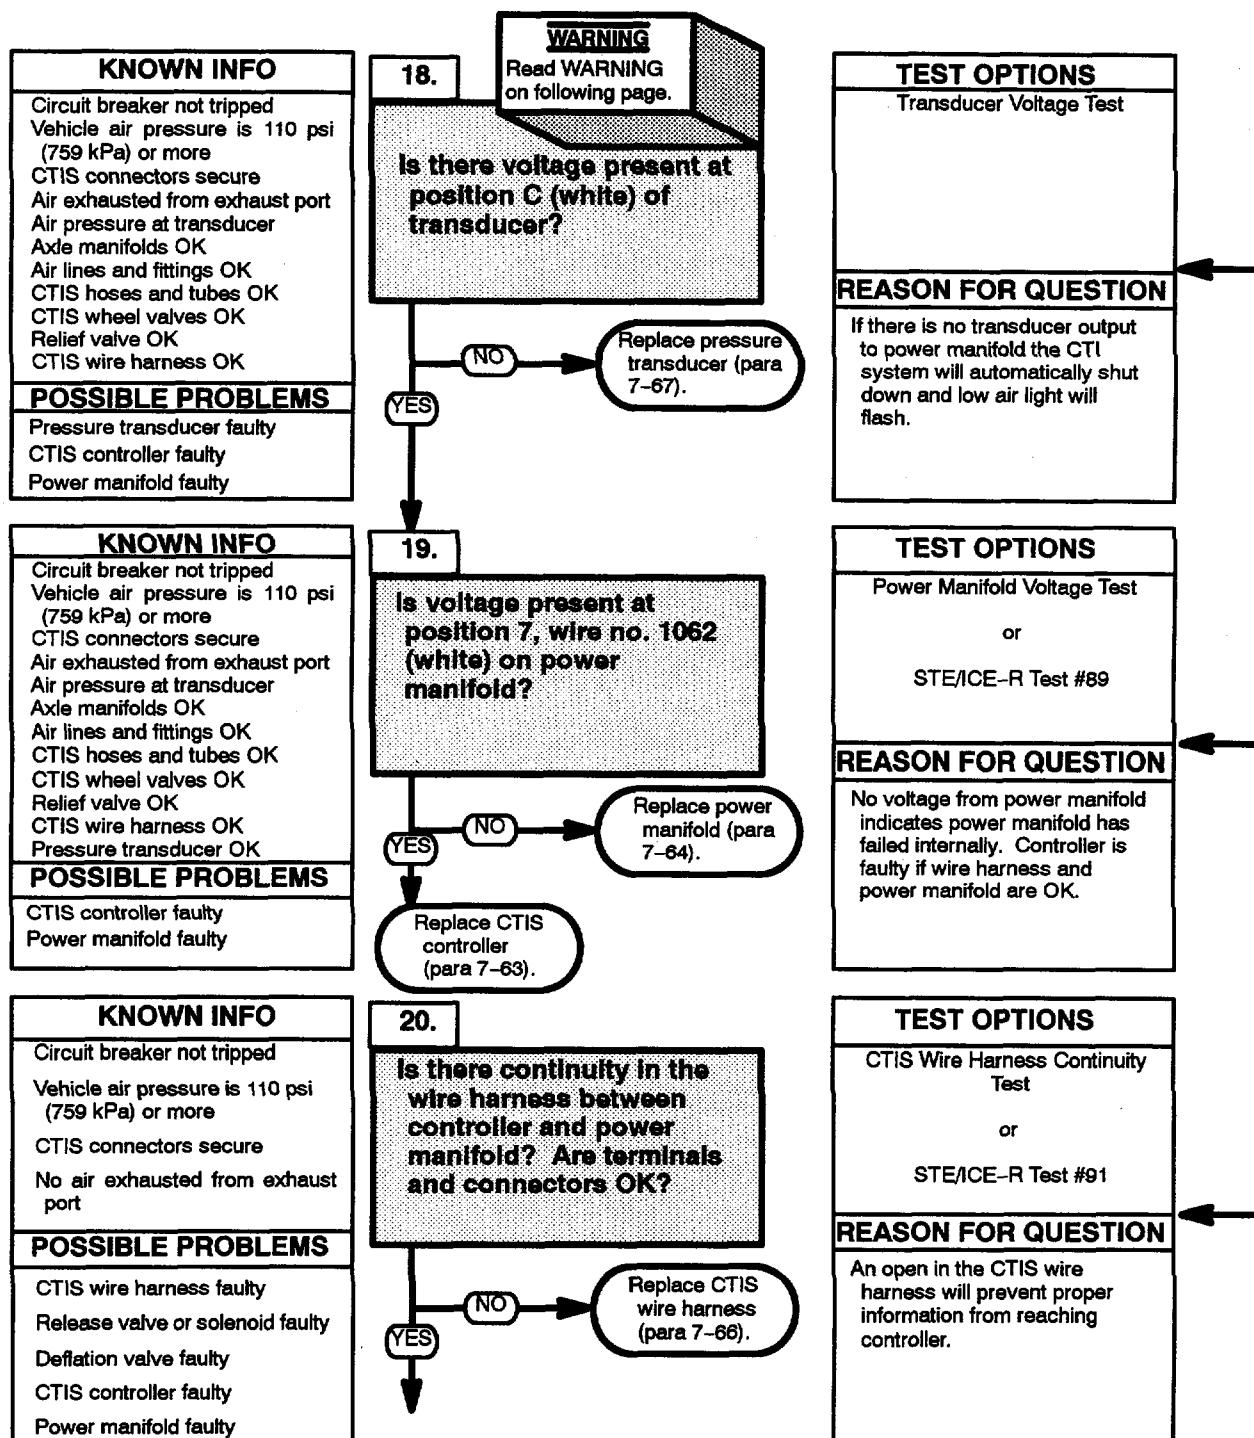 KNOWN INFO
Circuit breaker not tripped
Vehicle air pressure is 110 psi
(759 kPa) or more
CTIS connectors secure
Air exhausted from exhaust port
Air pressure at transducer
Axle manifolds OK
Air lines and fittings OK
CTIS hoses and tubes OK
CTIS wheel valves OK
Relief valve OK
CTIS wire harness OK
POSSIBLE PROBLEMS
Pressure transducer faulty
CTIS controller faulty
Power manifold faulty
18.
WARNING
Read WARNING
on following page.
Is there voltage present at
position C (white) of
transducer?
NO
Replace pressure
transducer (para
7–67).
YES
TEST OPTIONS
Transducer Voltage Test
REASON FOR QUESTION
If there is no transducer output
to power manifold the CTI
system will automatically shut
down and low air light will
flash.
KNOWN INFO
Circuit breaker not tripped
Vehicle air pressure is 110 psi
(759 kPa) or more
CTIS connectors secure
Air exhausted from exhaust port
Air pressure at transducer
Axle manifolds OK
Air lines and fittings OK
CTIS hoses and tubes OK
CTIS wheel valves OK
Relief valve OK
CTIS wire harness OK
Pressure transducer OK
POSSIBLE PROBLEMS
CTIS controller faulty
Power manifold faulty
19.
Is voltage present at
position 7, wire no. 1062
(white) on power
manifold?
NO
Replace power
manifold (para
7–64).
YES
Replace CTIS
controller
(para 7–63).
TEST OPTIONS
Power Manifold Voltage Test
or
STE/ICE–R Test #89
REASON FOR QUESTION
No voltage from power manifold
indicates power manifold has
failed internally. Controller is
faulty if wire harness and
power manifold are OK.
KNOWN INFO
Circuit breaker not tripped
Vehicle air pressure is 110 psi
(759 kPa) or more
CTIS connectors secure
No air exhausted from exhaust
port
POSSIBLE PROBLEMS
CTIS wire harness faulty
Release valve or solenoid faulty
Deflation valve faulty
CTIS controller faulty
Power manifold faulty
20.
Is there continuity in the
wire harness between
controller and power
manifold? Are terminals
and connectors OK?
NO
Replace CTIS
wire harness
(para 7–66).
YES
TEST OPTIONS
CTIS Wire Harness Continuity
Test
or
STE/ICE–R Test #91
REASON FOR QUESTION
An open in the CTIS wire
harness will prevent proper
information from reaching
controller.